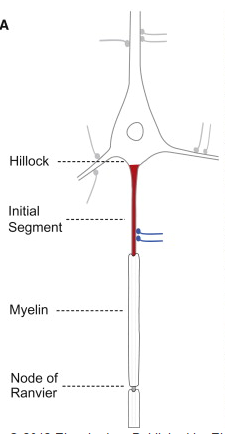 A
Hillock
Initial
Segment
Myelin
Node of
Ranvier